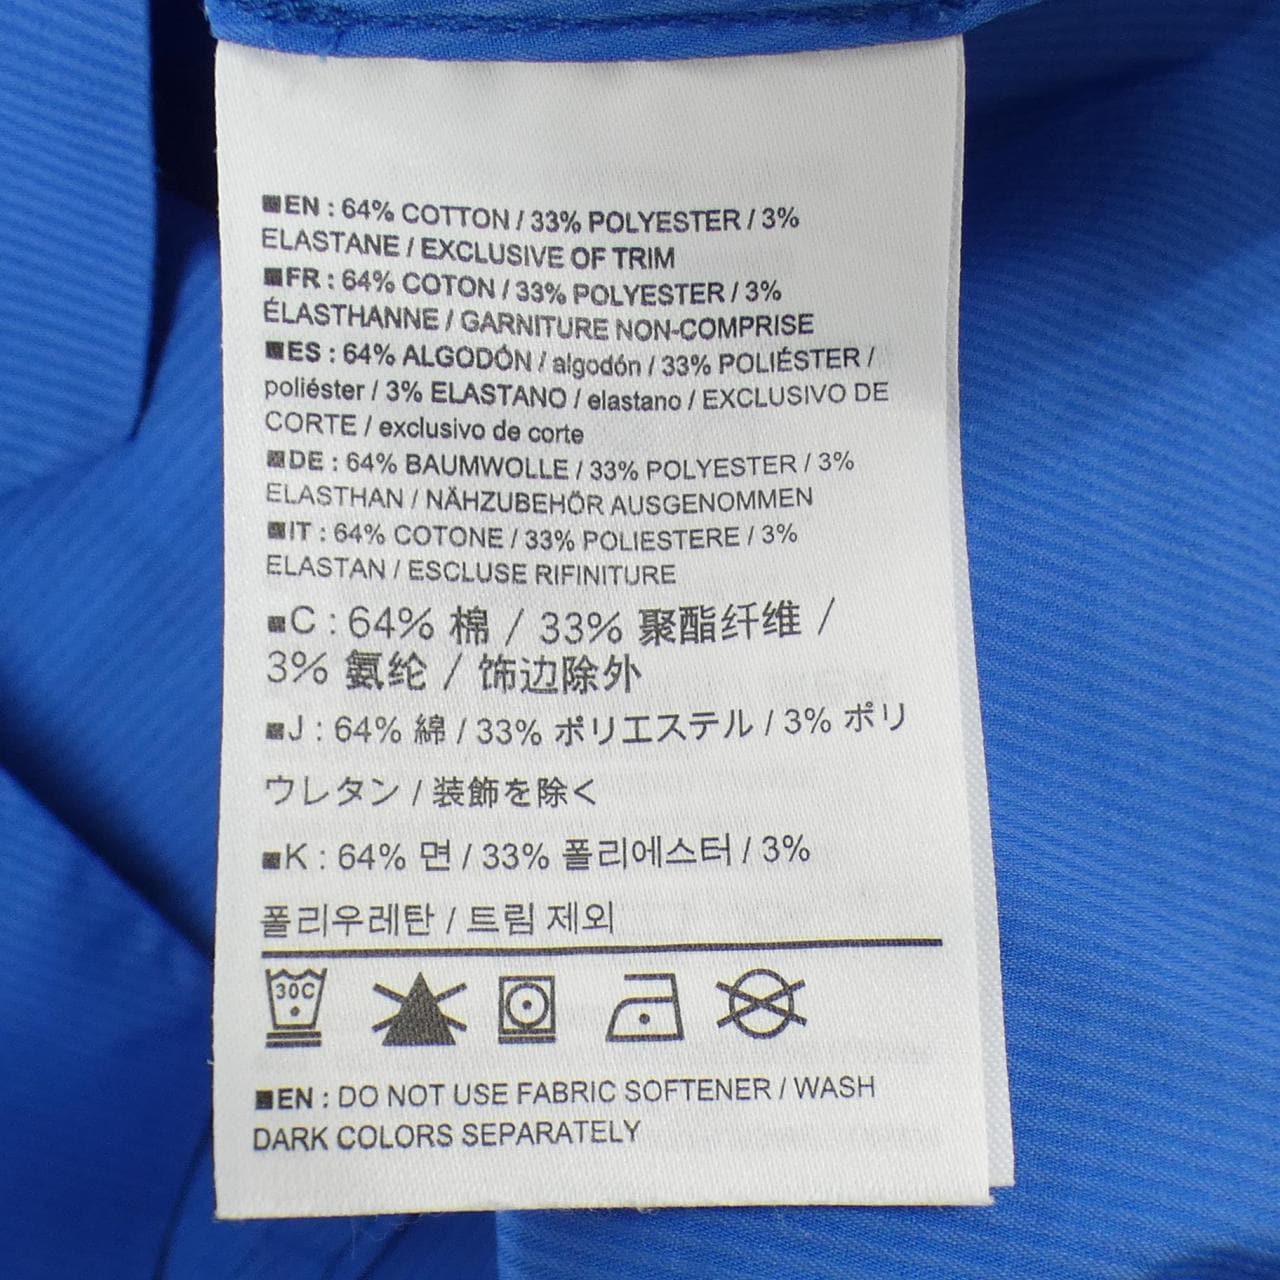 ■EN : 64% COTTON / 33% POLYESTER / 3%
ELASTANE / EXCLUSIVE OF TRIM
■FR : 64% COTON / 33% POLYESTER / 3%
ÉLASTHANNE / GARNITURE NON-COMPRISE
■ES : 64% ALGODÓN / algodón / 33% POLIÉSTER /
poliéster / 3% ELASTANO / elastano / EXCLUSIVO DE
CORTE / exclusivo de corte
■DE : 64% BAUMWOLLE / 33% POLYESTER / 3%
ELASTHAN / NÄHZUBEHÖR AUSGENOMMEN
■IT : 64% COTONE / 33% POLIESTERE / 3%
ELASTAN / ESCLUSE RIFINITURE
■C : 64% 棉 / 33% 聚酯纤维 /
3% 氨纶 / 饰边除外
■J : 64% 綿 / 33% ポリエステル / 3% ポリ
ウレタン / 装飾を除く
■K : 64% 면 / 33% 폴리에스터 / 3%
폴리우레탄 / 트림 제외
30C
■EN : DO NOT USE FABRIC SOFTENER / WASH
DARK COLORS SEPARATELY